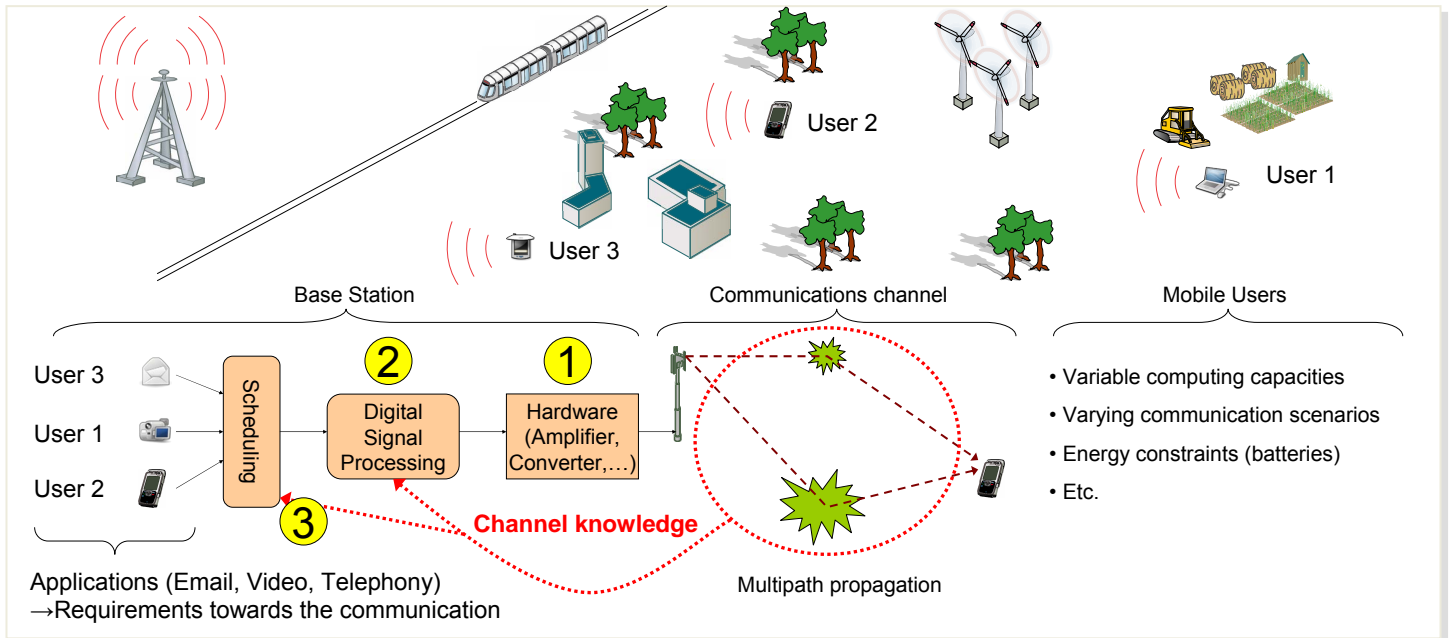 User 2
User 1
User 3
Base Station
Communications channel
Mobile Users
User 3
User 1
User 2
Scheduling
2
Digital
Signal
Processing
1
Hardware
(Amplifier,
Converter,…)
3
Channel knowledge
• Variable computing capacities
• Varying communication scenarios
• Energy constraints (batteries)
• Etc.
Applications (Email, Video, Telephony)
→Requirements towards the communication
Multipath propagation